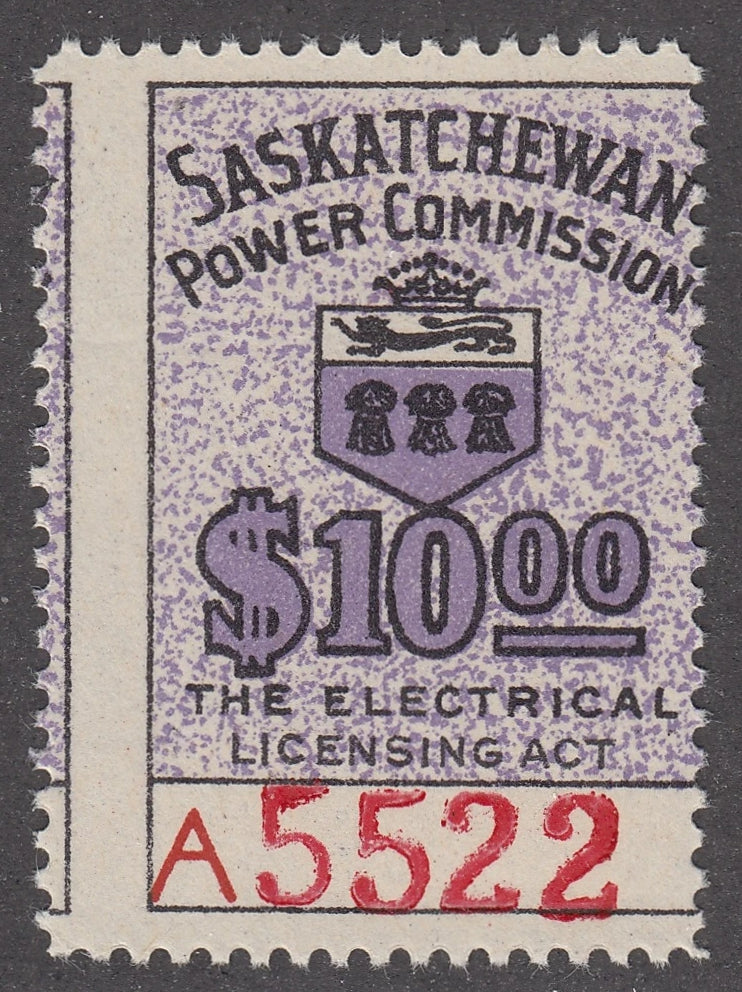 SASKATCHEWAN
POWER COMMISSION
$10.00
THE ELECTRICAL
LICENSING ACT
A5522